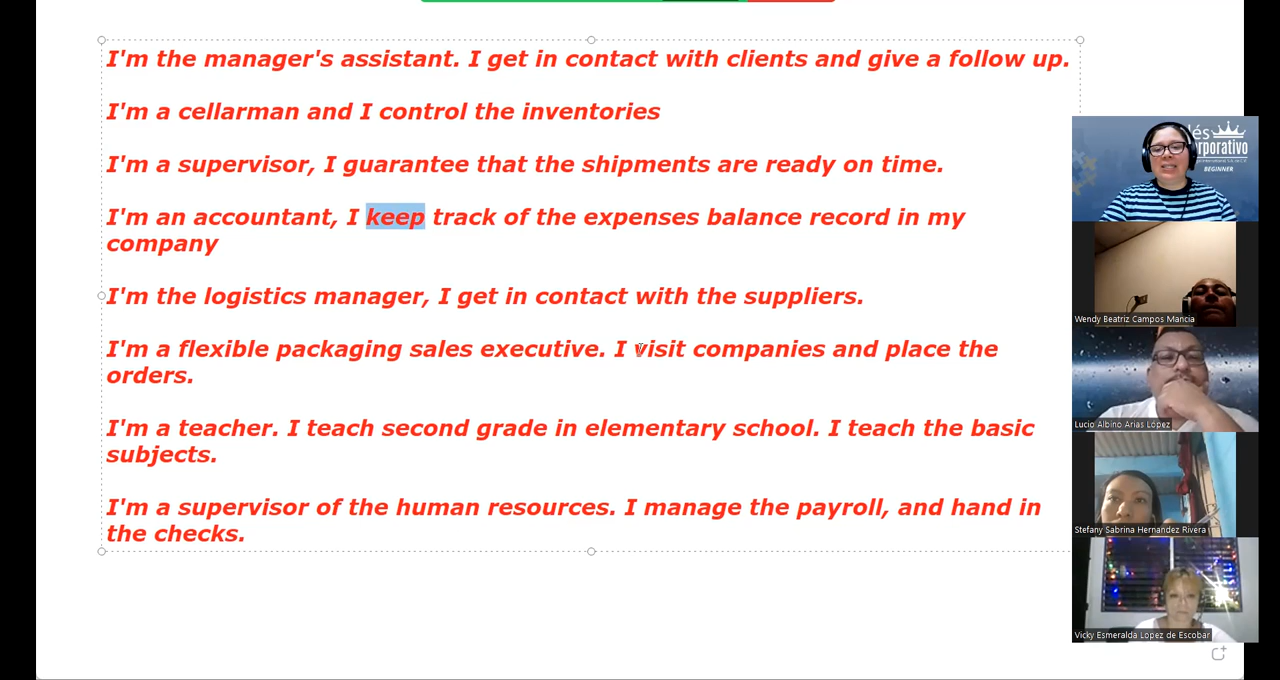 I'm the manager's assistant. I get in contact with clients and give a follow up.
I'm a cellarman and I control the inventories
I'm a supervisor, I guarantee that the shipments are ready on time.
I'm an accountant, I keep track of the expenses balance record in my
company
I'm the logistics manager, I get in contact with the suppliers.
I'm a flexible packaging sales executive. I visit companies and place the
orders.
I'm a teacher. I teach second grade in elementary school. I teach the basic
subjects.
I'm a supervisor of the human resources. I manage the payroll, and hand in
the checks.
lés
rporativo
BEGINNER
Wendy Beatriz Campos Mancia
Lucio Albino Arias Lopez
Stefany Sabrina Hernandez Rivera
Vicky Esmeralda Lopez de Escobar